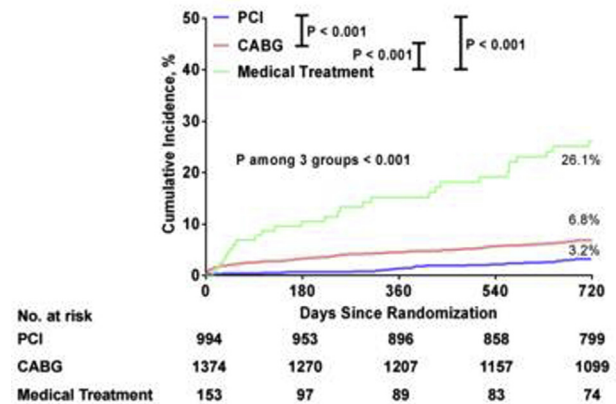 50
40
30
20
10
0
Cumulative Incidence, %
PCI
CABG
Medical Treatment
P < 0.001
P < 0.001
P < 0.001
P among 3 groups < 0.001
26.1%
6.8%
3.2%
0 180 360 540 720
Days Since Randomization
No. at risk
PCI 994 953 896 858 799
CABG 1374 1270 1207 1157 1099
Medical Treatment 153 97 89 83 74